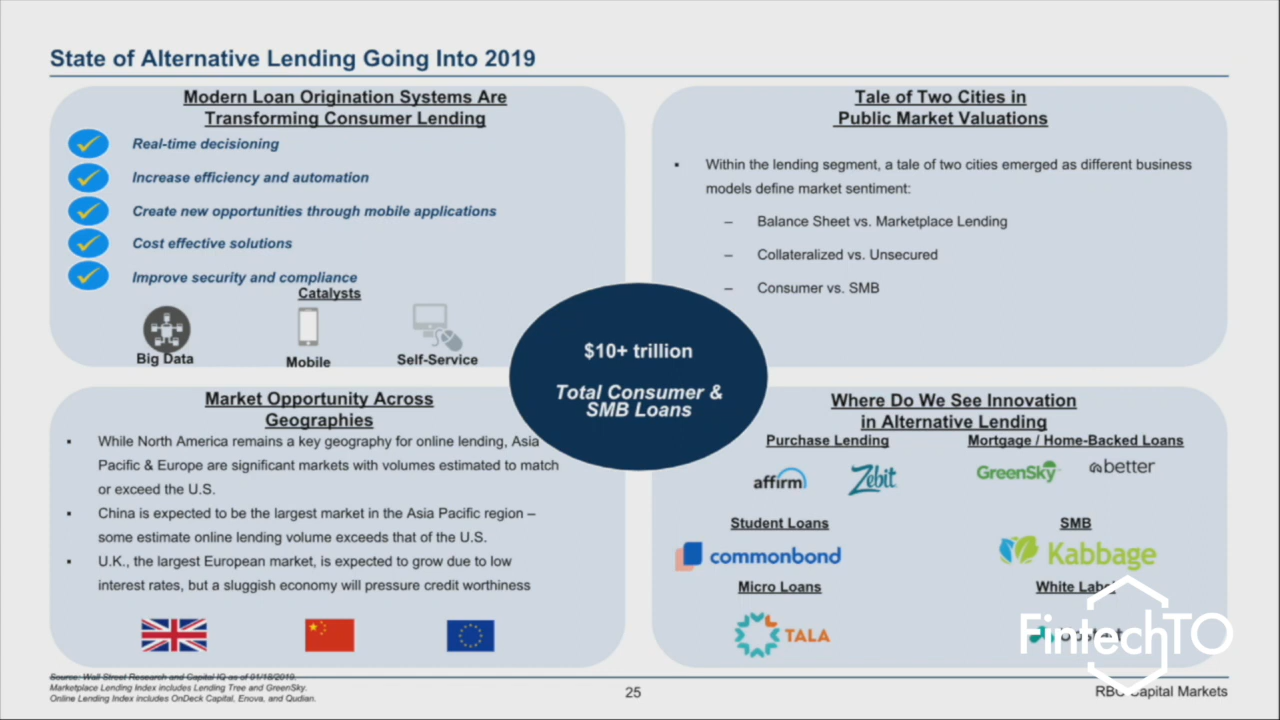 State of Alternative Lending Going Into 2019
Modern Loan Origination Systems Are
Transforming Consumer Lending
Real-time decisioning
Increase efficiency and automation
Create new opportunities through mobile applications
Cost effective solutions
Improve security and compliance
Catalysts
Big Data
Mobile
Self-Service
Tale of Two Cities in
Public Market Valuations
▪ Within the lending segment, a tale of two cities emerged as different business
models define market sentiment:
– Balance Sheet vs. Marketplace Lending
– Collateralized vs. Unsecured
– Consumer vs. SMB
$10+ trillion
Total Consumer &
SMB Loans
Market Opportunity Across
Geographies
▪ While North America remains a key geography for online lending, Asia
Pacific & Europe are significant markets with volumes estimated to match
or exceed the U.S.
▪ China is expected to be the largest market in the Asia Pacific region –
some estimate online lending volume exceeds that of the U.S.
▪ U.K., the largest European market, is expected to grow due to low
interest rates, but a sluggish economy will pressure credit worthiness
Where Do We See Innovation
in Alternative Lending
Purchase Lending
affirm Zebit
Mortgage / Home-Backed Loans
GreenSky better
Student Loans
commonbond
SMB
Kabbage
Micro Loans
TALA
White Label
FintechTO
Source: Wall Street Research and Capital IQ as of 01/18/2019.
Marketplace Lending Index includes Lending Tree and GreenSky.
Online Lending Index includes OnDeck Capital, Enova, and Qudian.
25
RBC Capital Markets